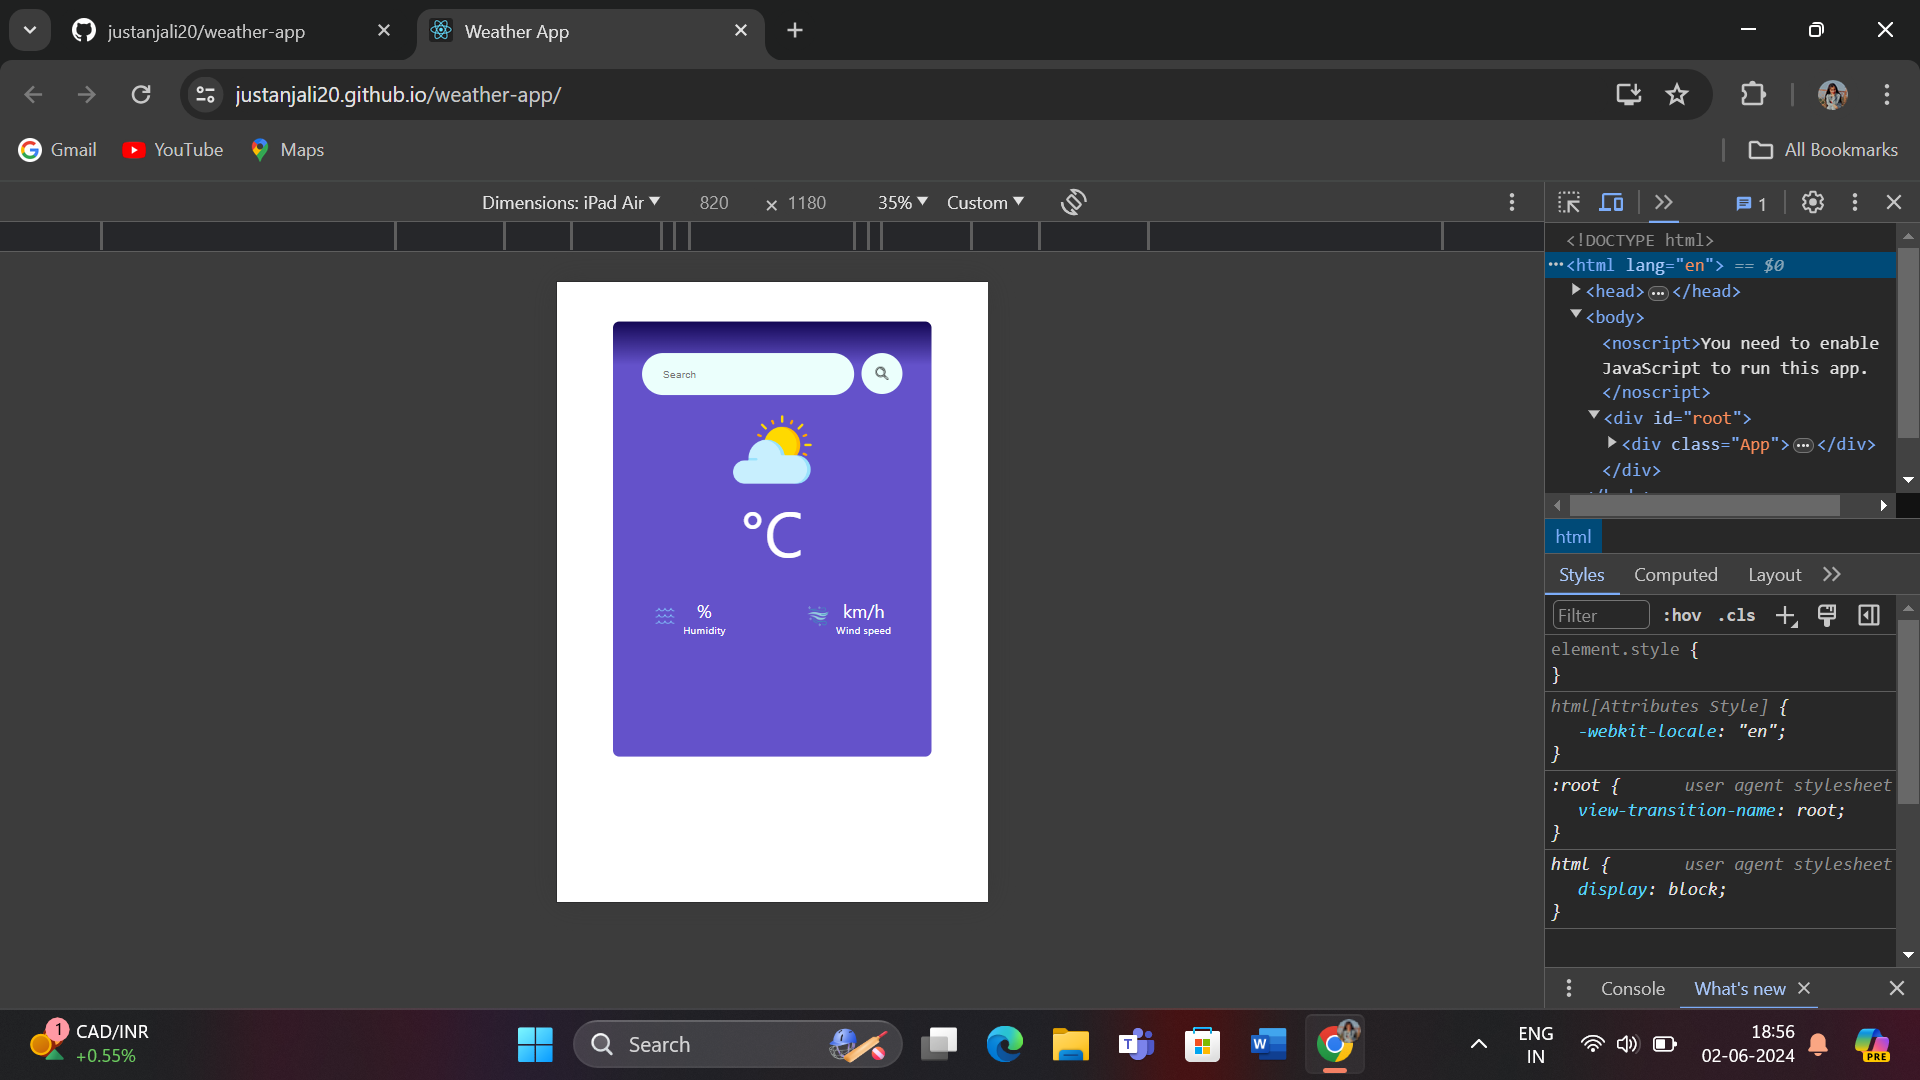 justanjali20/weather-app
Weather App
justanjali20.github.io/weather-app/
Gmail
YouTube
Maps
All Bookmarks
Dimensions: iPad Air ▼ 820 × 1180 35% ▼ Custom ▼
1
<!DOCTYPE html>
<html lang="en"> == $0
<head> … </head>
<body>
<noscript>You need to enable
JavaScript to run this app.
</noscript>
<div id="root">
<div class="App"> … </div>
</div>
html
Styles Computed Layout
Filter :hov .cls
element.style {
}
html[Attributes Style] {
-webkit-locale: "en";
}
:root { user agent stylesheet
view-transition-name: root;
}
html { user agent stylesheet
display: block;
}
Console What's new
Search
°C
%
Humidity
km/h
Wind speed
1
CAD/INR
+0.55%
Search
T
W
ENG
IN
18:56
02-06-2024
PRE